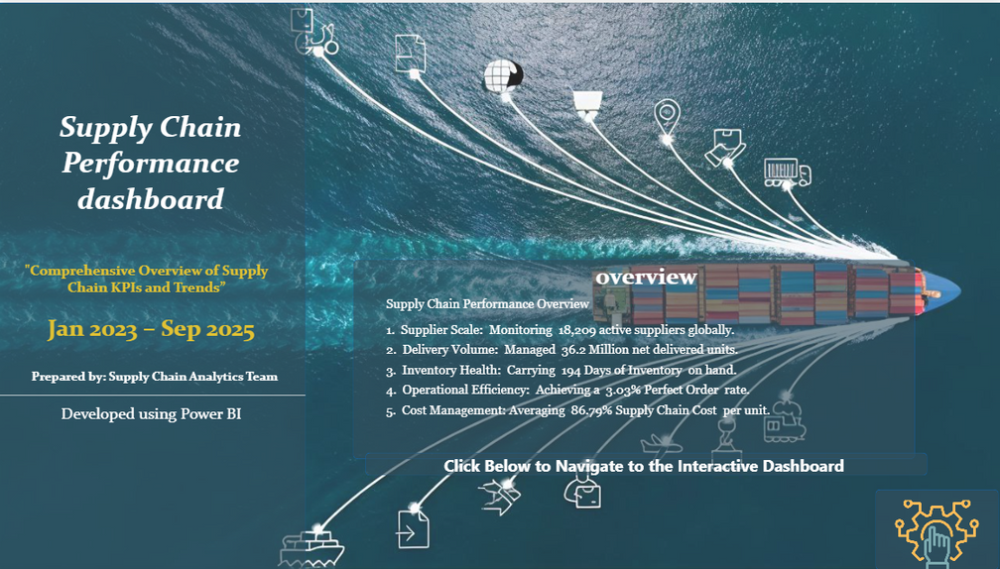 Supply Chain
Performance
dashboard
"Comprehensive Overview of Supply
Chain KPIs and Trends"
Jan 2023 – Sep 2025
Prepared by: Supply Chain Analytics Team
Developed using Power BI
overview
Supply Chain Performance Overview
1. Supplier Scale: Monitoring 18,209 active suppliers globally.
2. Delivery Volume: Managed 36.2 Million net delivered units.
3. Inventory Health: Carrying 194 Days of Inventory on hand.
4. Operational Efficiency: Achieving a 3.03% Perfect Order rate.
5. Cost Management: Averaging 86.79% Supply Chain Cost per unit.
Click Below to Navigate to the Interactive Dashboard